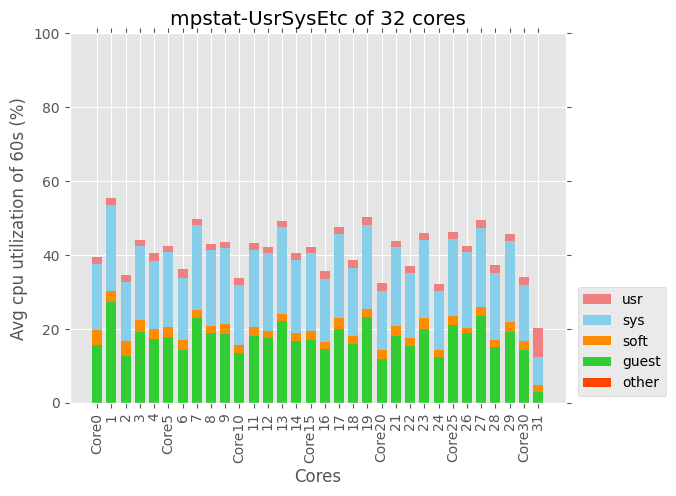 mpstat-UsrSysEtc of 32 cores
100
80
60
40
20
0
Avg cpu utilization of 60s (%)
Core0
1
2
3
4
Core5
6
7
8
9
Core10
11
12
13
14
Core15
16
17
18
19
Core20
21
22
23
24
Core25
26
27
28
29
Core30
31
Cores
usr
sys
soft
guest
other